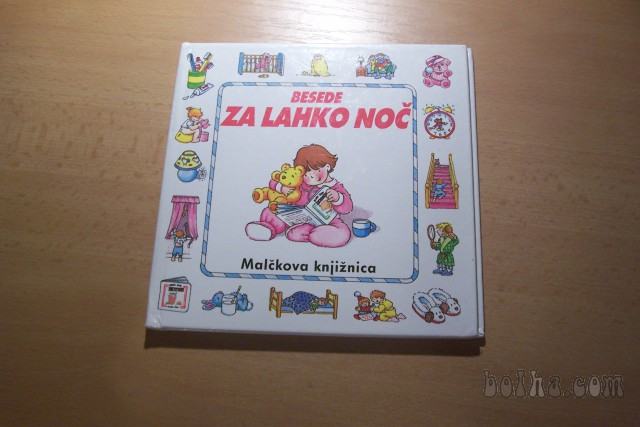 BESEDE
ZA LAHKO NOČ
Malčkova knjižnica
bolha.com